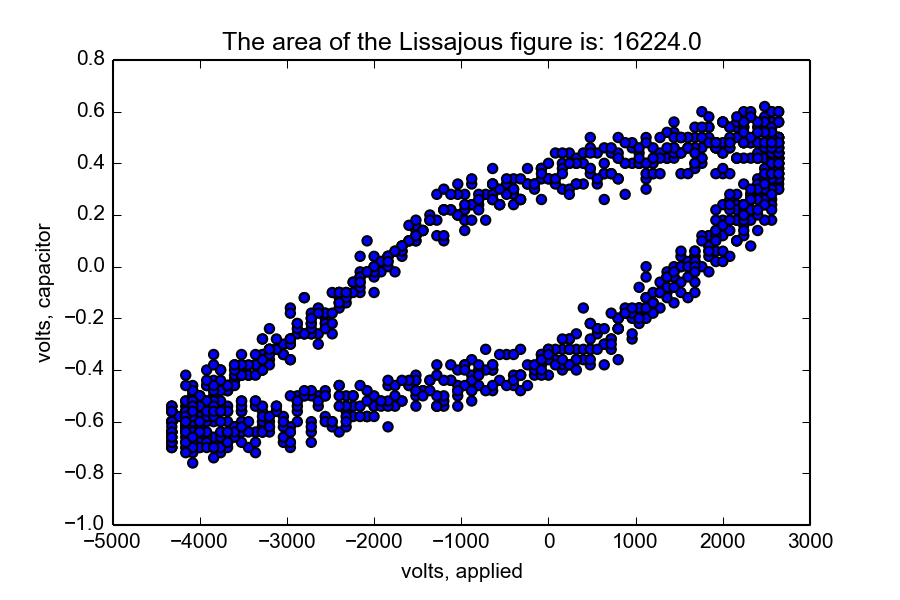 The area of the Lissajous figure is: 16224.0
0.8
0.6
0.4
0.2
0.0
−0.2
−0.4
−0.6
−0.8
−1.0
volts, capacitor
−5000 −4000 −3000 −2000 −1000 0 1000 2000 3000
volts, applied